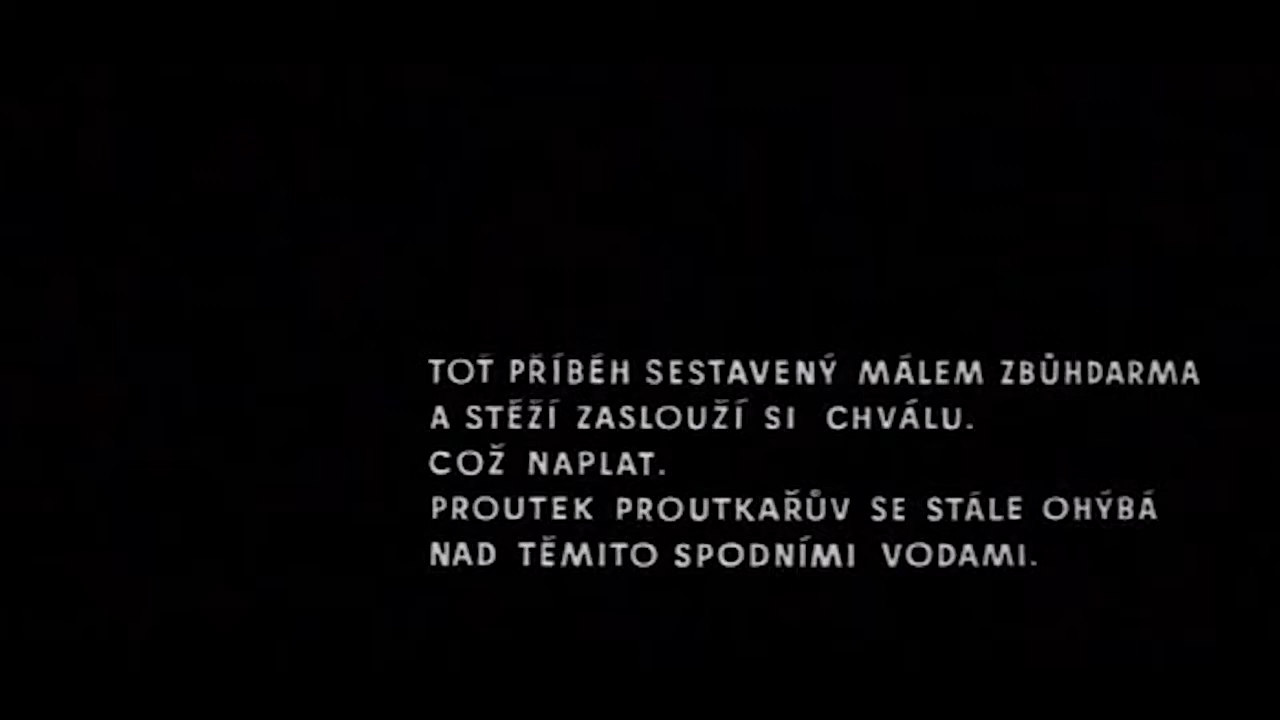 TOŤ PŘÍBĚH SESTAVENÝ MÁLEM ZBŮHDARMA
A STĚŽÍ ZASLOUŽÍ SI CHVÁLU.
COŽ NAPLAT.
PROUTEK PROUTKAŘŮV SE STÁLE OHÝBÁ
NAD TĚMITO SPODNÍMI VODAMI.